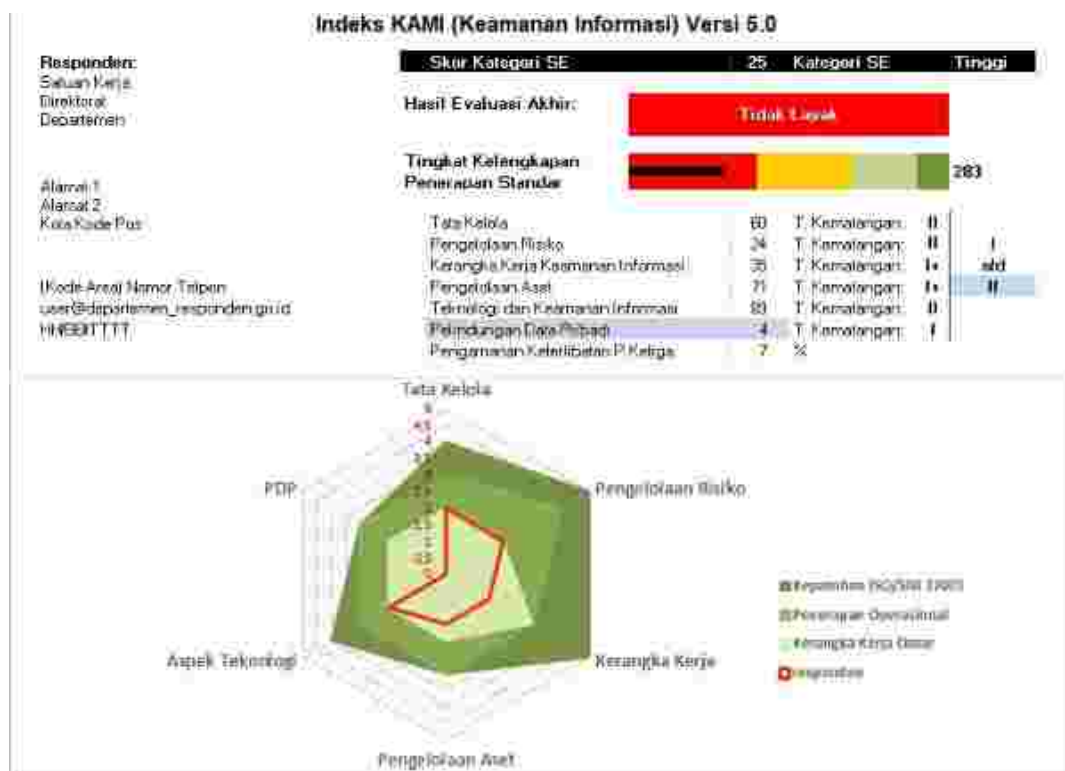 Indeks KAMI (Keamanan Informasi) Versi 5.0
Responden:
Satuan Kerja
Direktorat
Departemen
Alamat 1
Alamat 2
Kota Kode Pos
(Kode Area) Nomor Telpon
user@departemen_responden.go.id
Skor Kategori SE 25 Kategori SE Tinggi
Hasil Evaluasi Akhir: Tidak Layak
Tingkat Kelengkapan
Penerapan Standar 283
Tata Kelola 60 T. Kematangan: II
Pengelolaan Risiko 24 T. Kematangan: II I
Kerangka Kerja Keamanan Informasi T. Kematangan: I+ s/d
Pengelolaan Aset 71 T. Kematangan: I+ II
Teknologi dan Keamanan Informasi T. Kematangan: II
Pelindungan Data Pribadi 4 T. Kematangan: I
Pengamanan Keterlibatan P Ketiga 7 %
Tata Kelola
PDP
Pengelolaan Risiko
Aspek Teknologi
Kerangka Kerja
Pengelolaan Aset
Penerapan Operasional
Kerangka Kerja Dasar
Responden